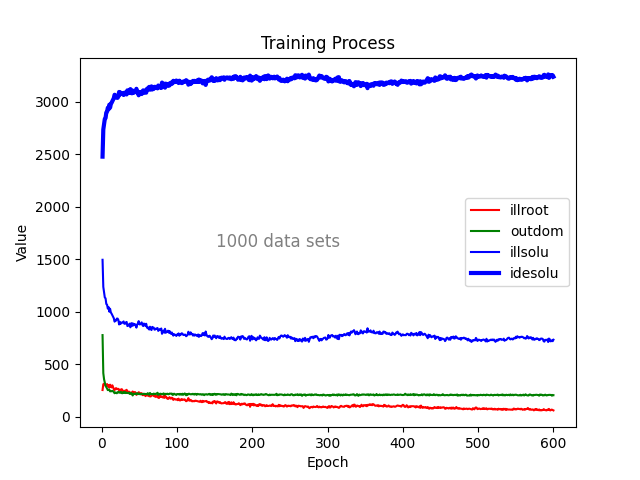 Training Process
Value
3000
2500
2000
1500
1000
500
0
1000 data sets
illroot
outdom
illsolu
idesolu
0 100 200 300 400 500 600
Epoch